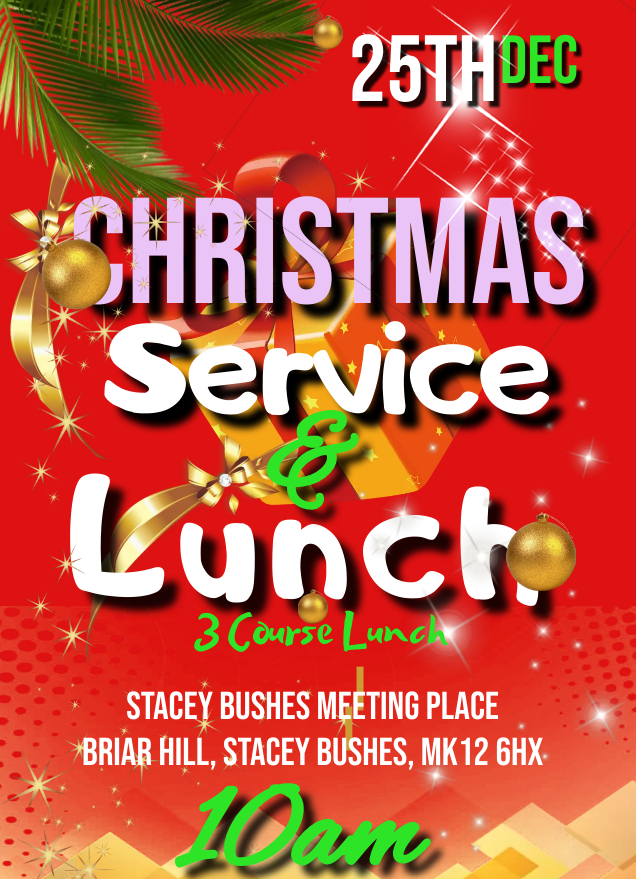 25TH DEC
CHRISTMAS
Service
&
Lunch
3 Course Lunch
STACEY BUSHES MEETING PLACE
BRIAR HILL, STACEY BUSHES, MK12 6HX
10am